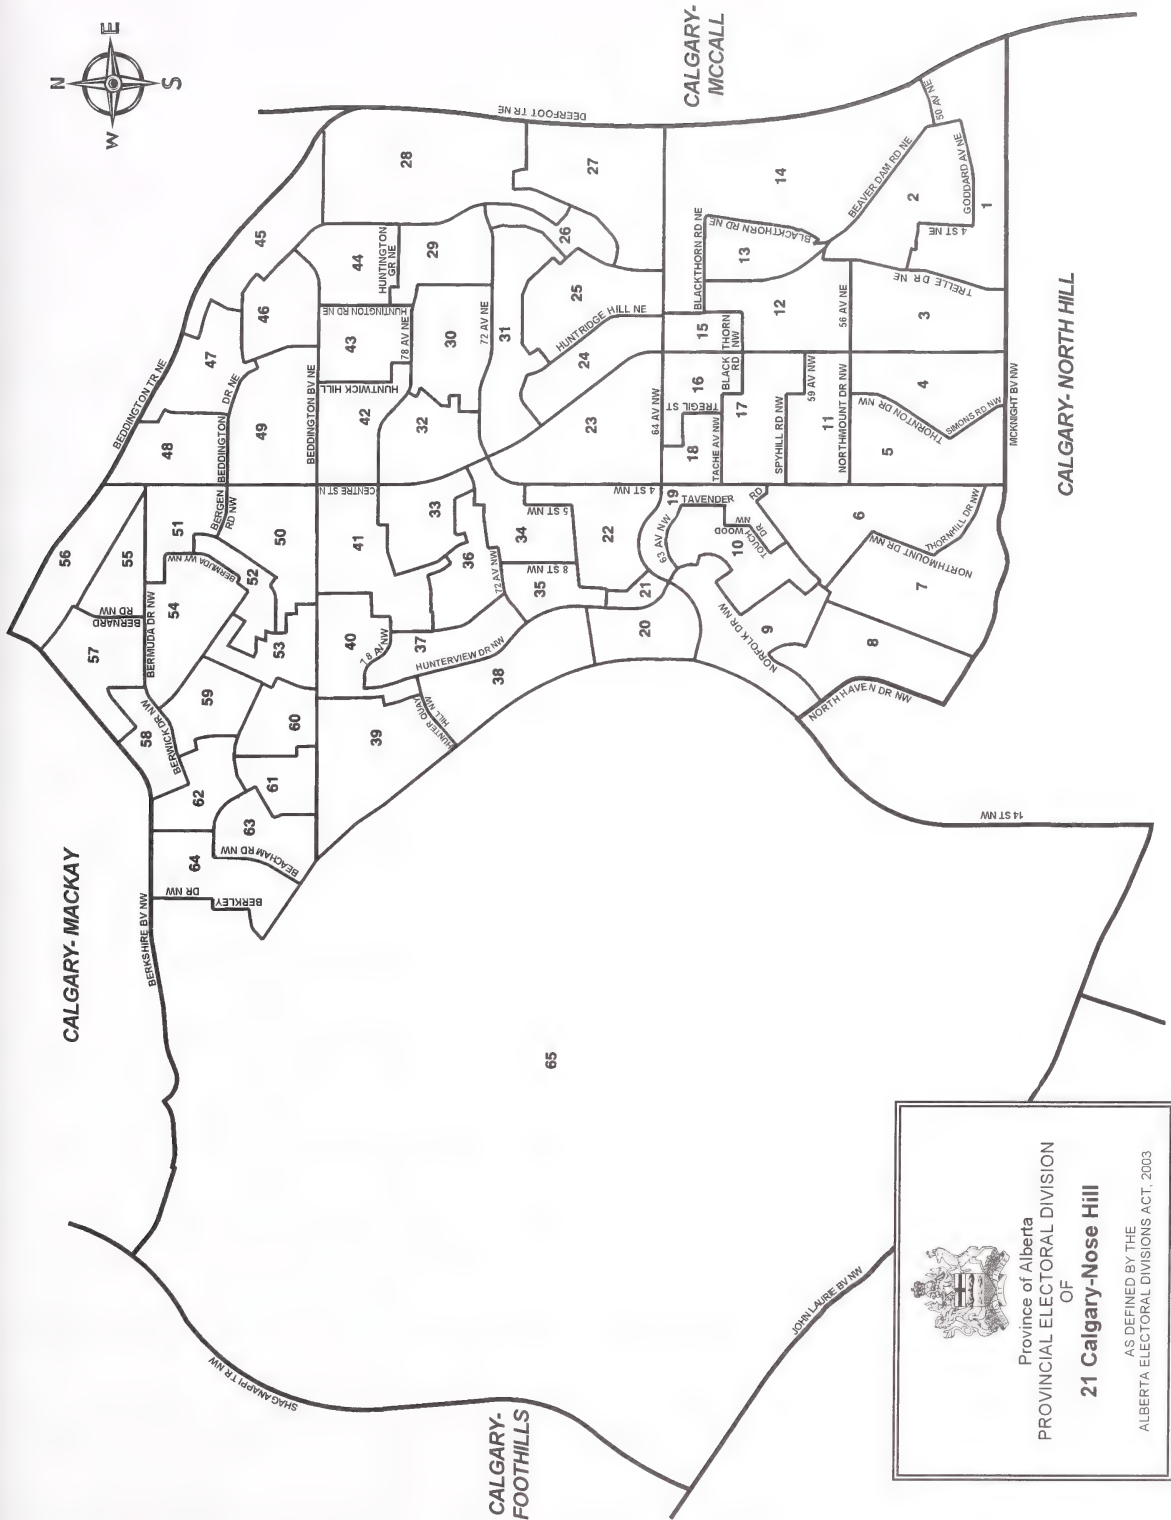 N
E
S
W
CALGARY- MACKAY
CALGARY-
MCCALL
CALGARY- NORTH HILL
CALGARY-
FOOTHILLS
BEDDINGTON TR NE
DEERFOOT TR NE
BERKSHIRE BV NW
SHAGANAPPI TR NW
JOHN LAURIE BV NW
14 ST NW
MCKNIGHT BV NW
56
55
BERNARD
RD NW
57
BERMUDA DR NW
54
51
BERGEN
RD NW
BERMUDA WY NW
52
50
53
58
BERWICK DR NW
59
60
61
62
63
BEACHAM RD NW
64
BERKLEY
DR NW
48
47
BEDDINGTON
DR NE
49
46
45
BEDDINGTON BV NE
44
HUNTINGTON
GR NE
HUNTINGTON RD NE
43
78 AV NE
HUNTWICK HILL
42
CENTRE ST N
41
28
29
30
72 AV NE
31
32
33
36
72 AV NW
34
5 ST NW
8 ST NW
35
40
78 AV NW
37
HUNTERVIEW DR NW
38
39
HUNTER QUAY
HILL NW
27
26
25
HUNTRIDGE HILL NE
24
23
22
21
20
4 ST NW
64 AV NW
19
63 AV NW
TAVENDER
RD
TOUCHWOOD
DR
NW
10
NORFOLK DR NW
9
8
NORTH HAVEN DR NW
7
NORTHMOUNT DR NW
THORNHILL DR NW
6
18
TACHE AV NW
TREGIL ST
16
BLACK
RD
THORN
NW
15
17
SPYHILL RD NW
59 AV NW
11
NORTHMOUNT DR NW
5
THORNTON DR NW
SIMONS RD NW
4
BLACKTHORN RD NE
BLACKTHORN RD NE
13
12
56 AV NE
3
TRELLE DR NE
14
BEAVER DAM RD NE
50 AV NE
2
GODDARD AV NE
4 ST NE
1
65
Province of Alberta
PROVINCIAL ELECTORAL DIVISION
OF
21 Calgary-Nose Hill
AS DEFINED BY THE
ALBERTA ELECTORAL DIVISIONS ACT, 2003